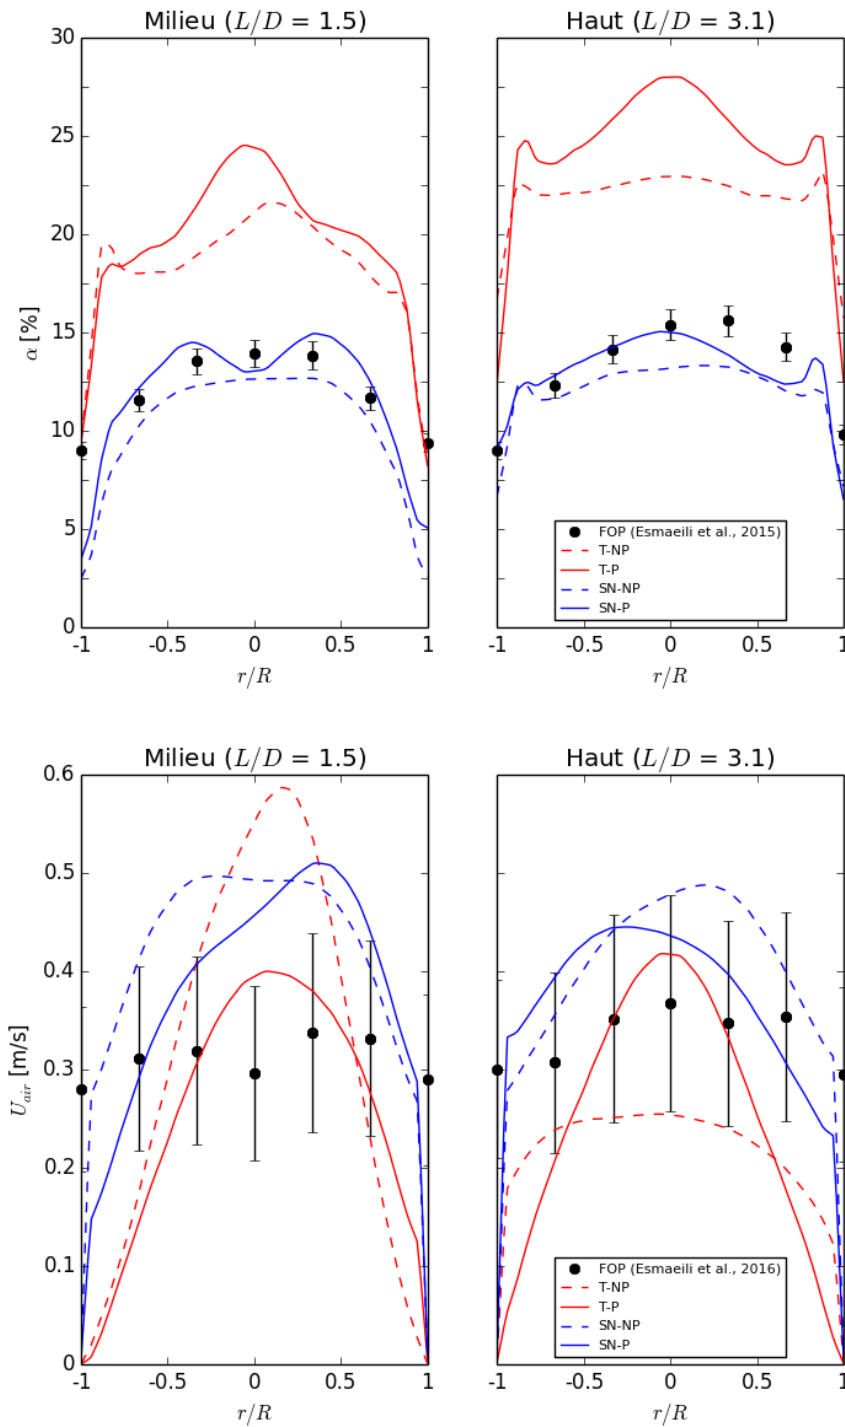 Milieu (L/D = 1.5)
Haut (L/D = 3.1)
30
25
20
15
10
5
0
α [%]
-1
-0.5
0
0.5
1
r/R
-1
-0.5
0
0.5
1
r/R
FOP (Esmaeili et al., 2015)
T-NP
T-P
SN-NP
SN-P
Milieu (L/D = 1.5)
Haut (L/D = 3.1)
0.6
0.5
0.4
0.3
0.2
0.1
0
U_air [m/s]
-1
-0.5
0
0.5
1
r/R
-1
-0.5
0
0.5
1
r/R
FOP (Esmaeili et al., 2016)
T-NP
T-P
SN-NP
SN-P